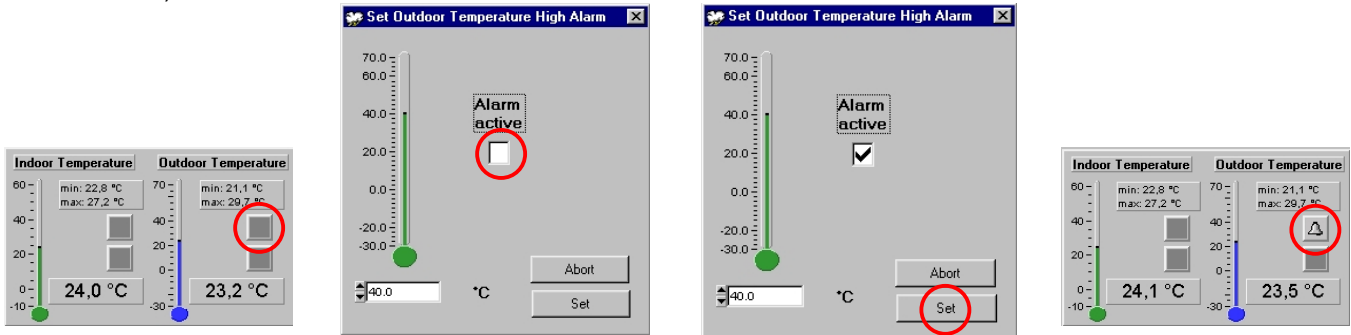 Indoor Temperature
Outdoor Temperature
min: 22,8 °C
max: 27,2 °C
min: 21,1 °C
max: 29,7 °C
60
40
20
0
-10
70
40
20
0
-30
24,0 °C
23,2 °C
Set Outdoor Temperature High Alarm
70.0
60.0
40.0
20.0
0.0
-20.0
-30.0
Alarm
active
40.0
°C
Abort
Set
Set Outdoor Temperature High Alarm
70.0
60.0
40.0
20.0
0.0
-20.0
-30.0
Alarm
active
40.0
°C
Abort
Set
Indoor Temperature
Outdoor Temperature
min: 22,8 °C
max: 27,2 °C
min: 21,1 °C
max: 29,7 °C
60
40
20
0
-10
70
40
20
0
-30
24,1 °C
23,5 °C